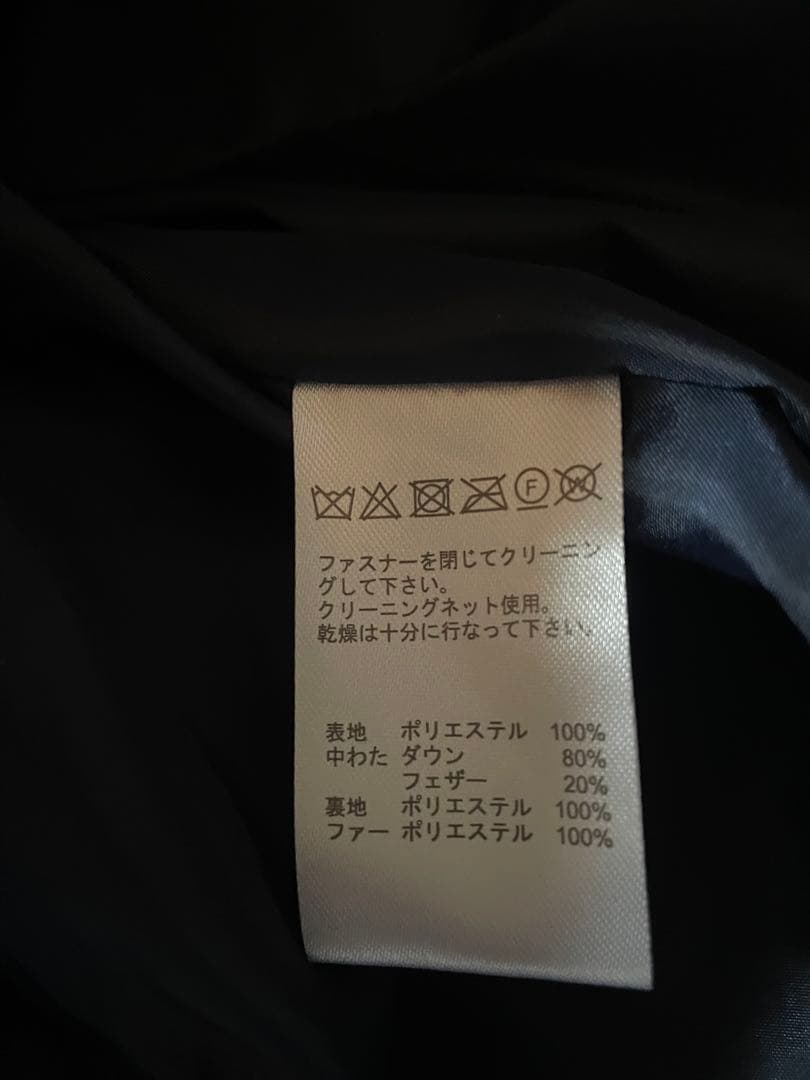 F W
ファスナーを閉じてクリーニン
グして下さい。
クリーニングネット使用。
乾燥は十分に行なって下さい。
表地 ポリエステル 100%
中わた ダウン 80%
フェザー 20%
裏地 ポリエステル 100%
ファー ポリエステル 100%